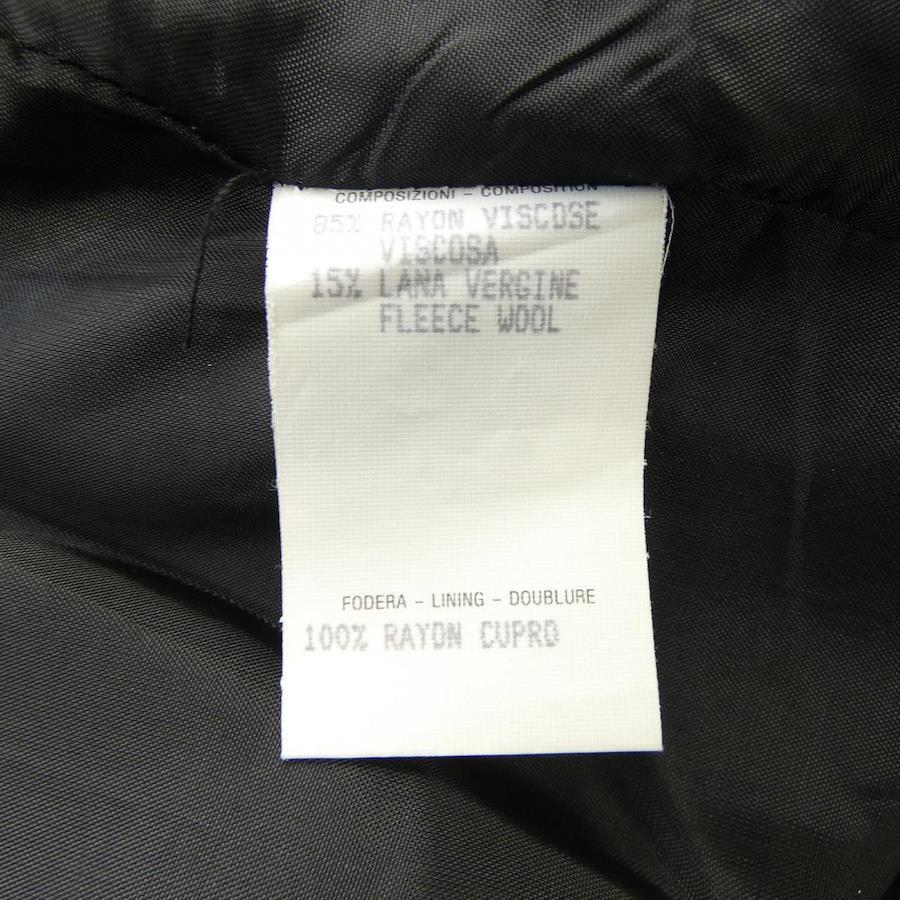 COMPOSIZIONI - COMPOSITION
85% RAYON VISCOSE
VISCOSA
15% LANA VERGINE
FLEECE WOOL
FODERA - LINING - DOUBLURE
100% RAYON CUPRO